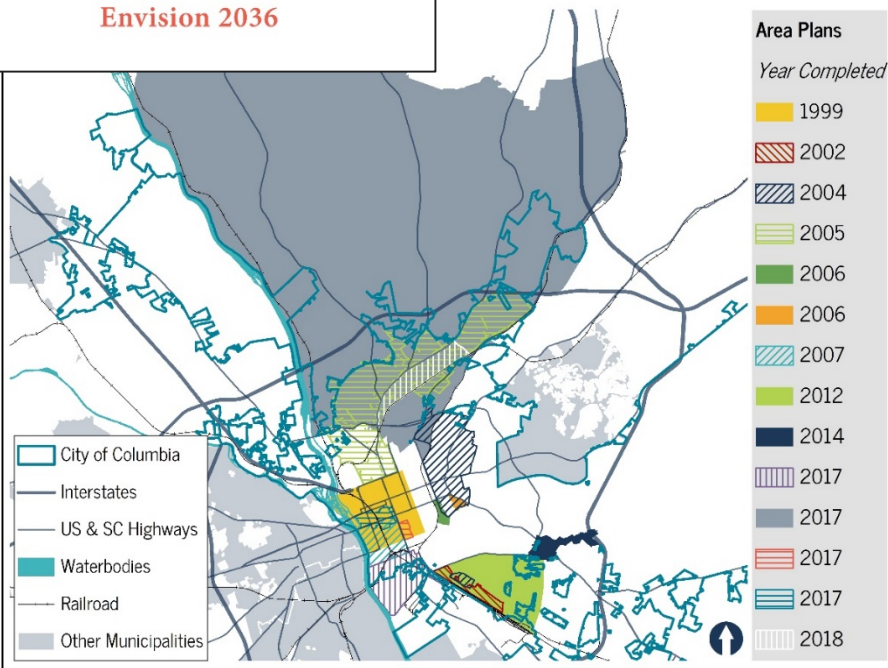 Envision 2036
Area Plans
Year Completed
1999
2002
2004
2005
2006
2006
2007
2012
2014
2017
2017
2017
2017
2018
City of Columbia
Interstates
US & SC Highways
Waterbodies
Railroad
Other Municipalities